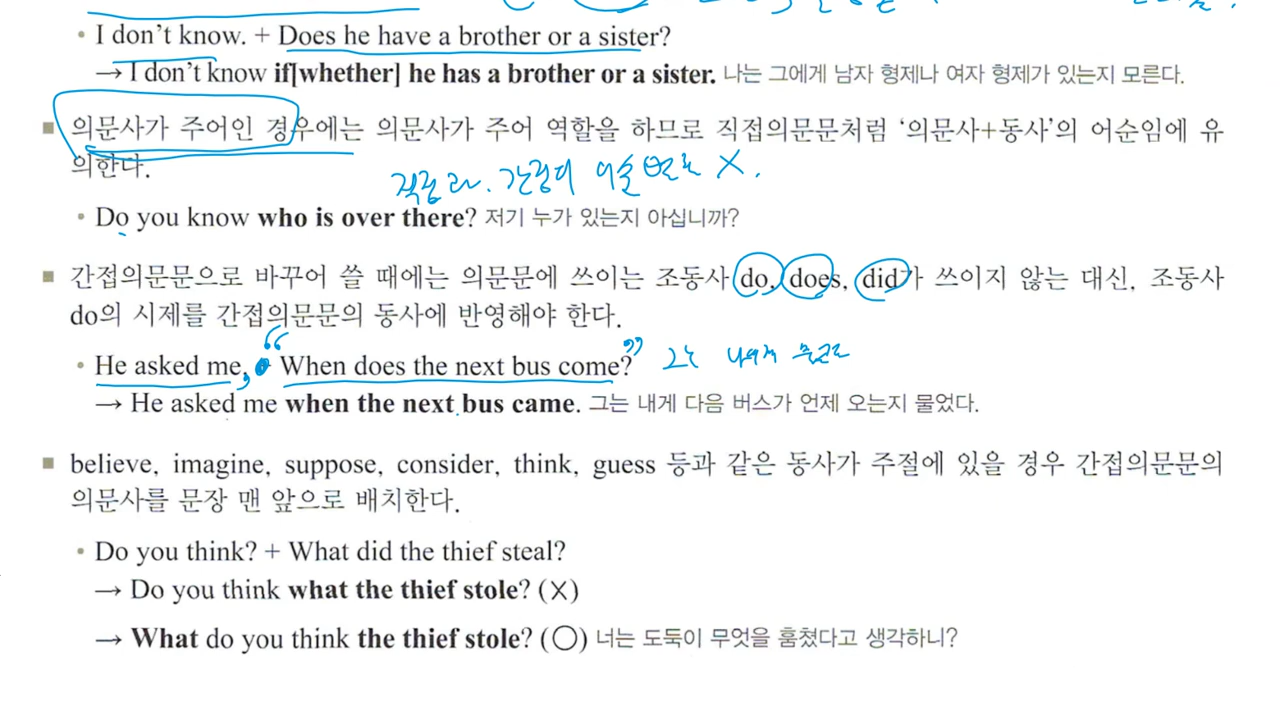 • I don't know. + Does he have a brother or a sister?
→ I don't know if[whether] he has a brother or a sister. 나는 그에게 남자 형제나 여자 형제가 있는지 모른다.
■ 의문사가 주어인 경우에는 의문사가 주어 역할을 하므로 직접의문문처럼 '의문사+동사'의 어순임에 유
의한다.
X.
• Do you know who is over there? 저기 누가 있는지 아십니까?
■ 간접의문문으로 바꾸어 쓸 때에는 의문문에 쓰이는 조동사 do, does, did가 쓰이지 않는 대신, 조동사
do의 시제를 간접의문문의 동사에 반영해야 한다.
• He asked me, “When does the next bus come?” 그는
→ He asked me when the next bus came. 그는 내게 다음 버스가 언제 오는지 물었다.
■ believe, imagine, suppose, consider, think, guess 등과 같은 동사가 주절에 있을 경우 간접의문문의
의문사를 문장 맨 앞으로 배치한다.
• Do you think? + What did the thief steal?
→ Do you think what the thief stole? (X)
→ What do you think the thief stole? (○) 너는 도둑이 무엇을 훔쳤다고 생각하니?